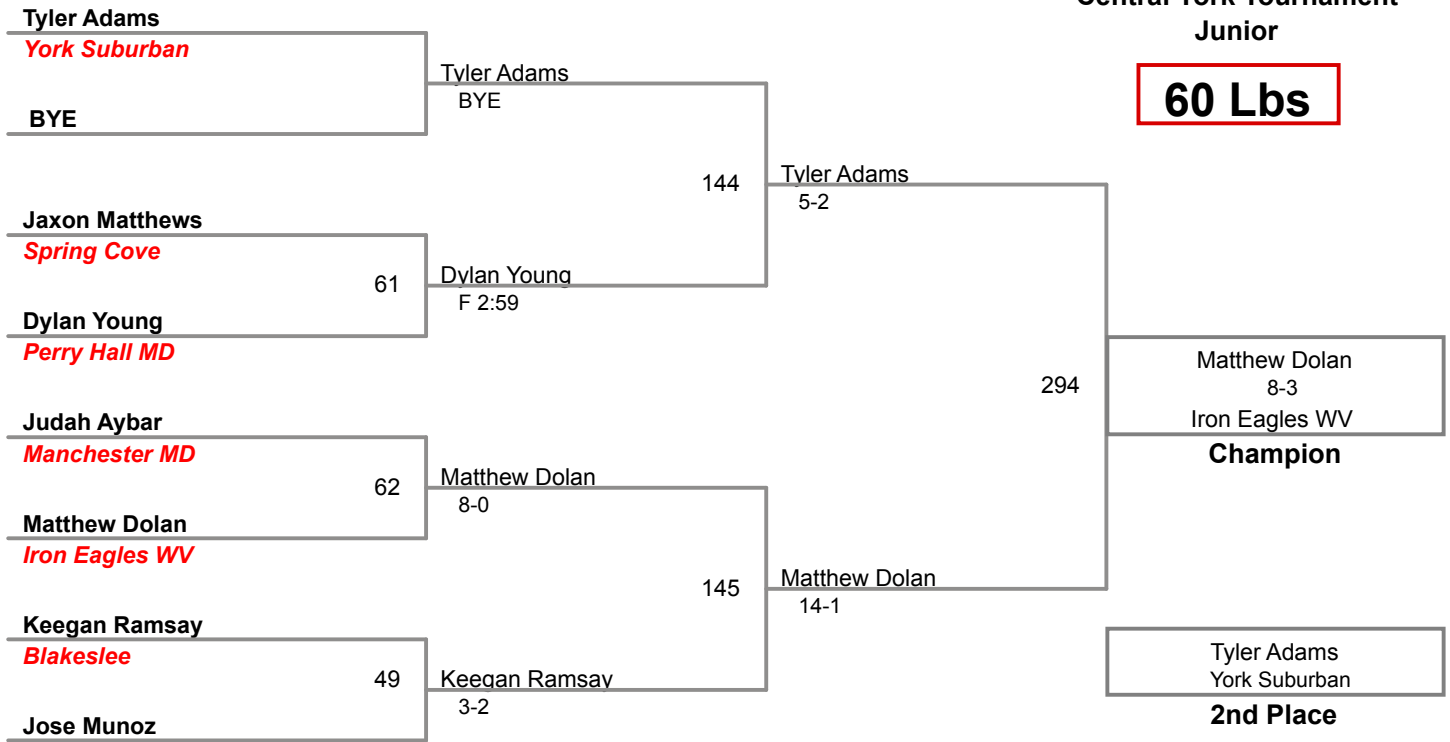 Central York Tournament
Junior
60 Lbs
Tyler Adams
York Suburban
BYE
Tyler Adams
BYE
Jaxon Matthews
Spring Cove
61
Dylan Young
Perry Hall MD
Dylan Young
F 2:59
144
Tyler Adams
5-2
Judah Aybar
Manchester MD
62
Matthew Dolan
Iron Eagles WV
Matthew Dolan
8-0
Keegan Ramsay
Blakeslee
49
Jose Munoz
Keegan Ramsay
3-2
145
Matthew Dolan
14-1
294
Matthew Dolan
8-3
Iron Eagles WV
Champion
Tyler Adams
York Suburban
2nd Place